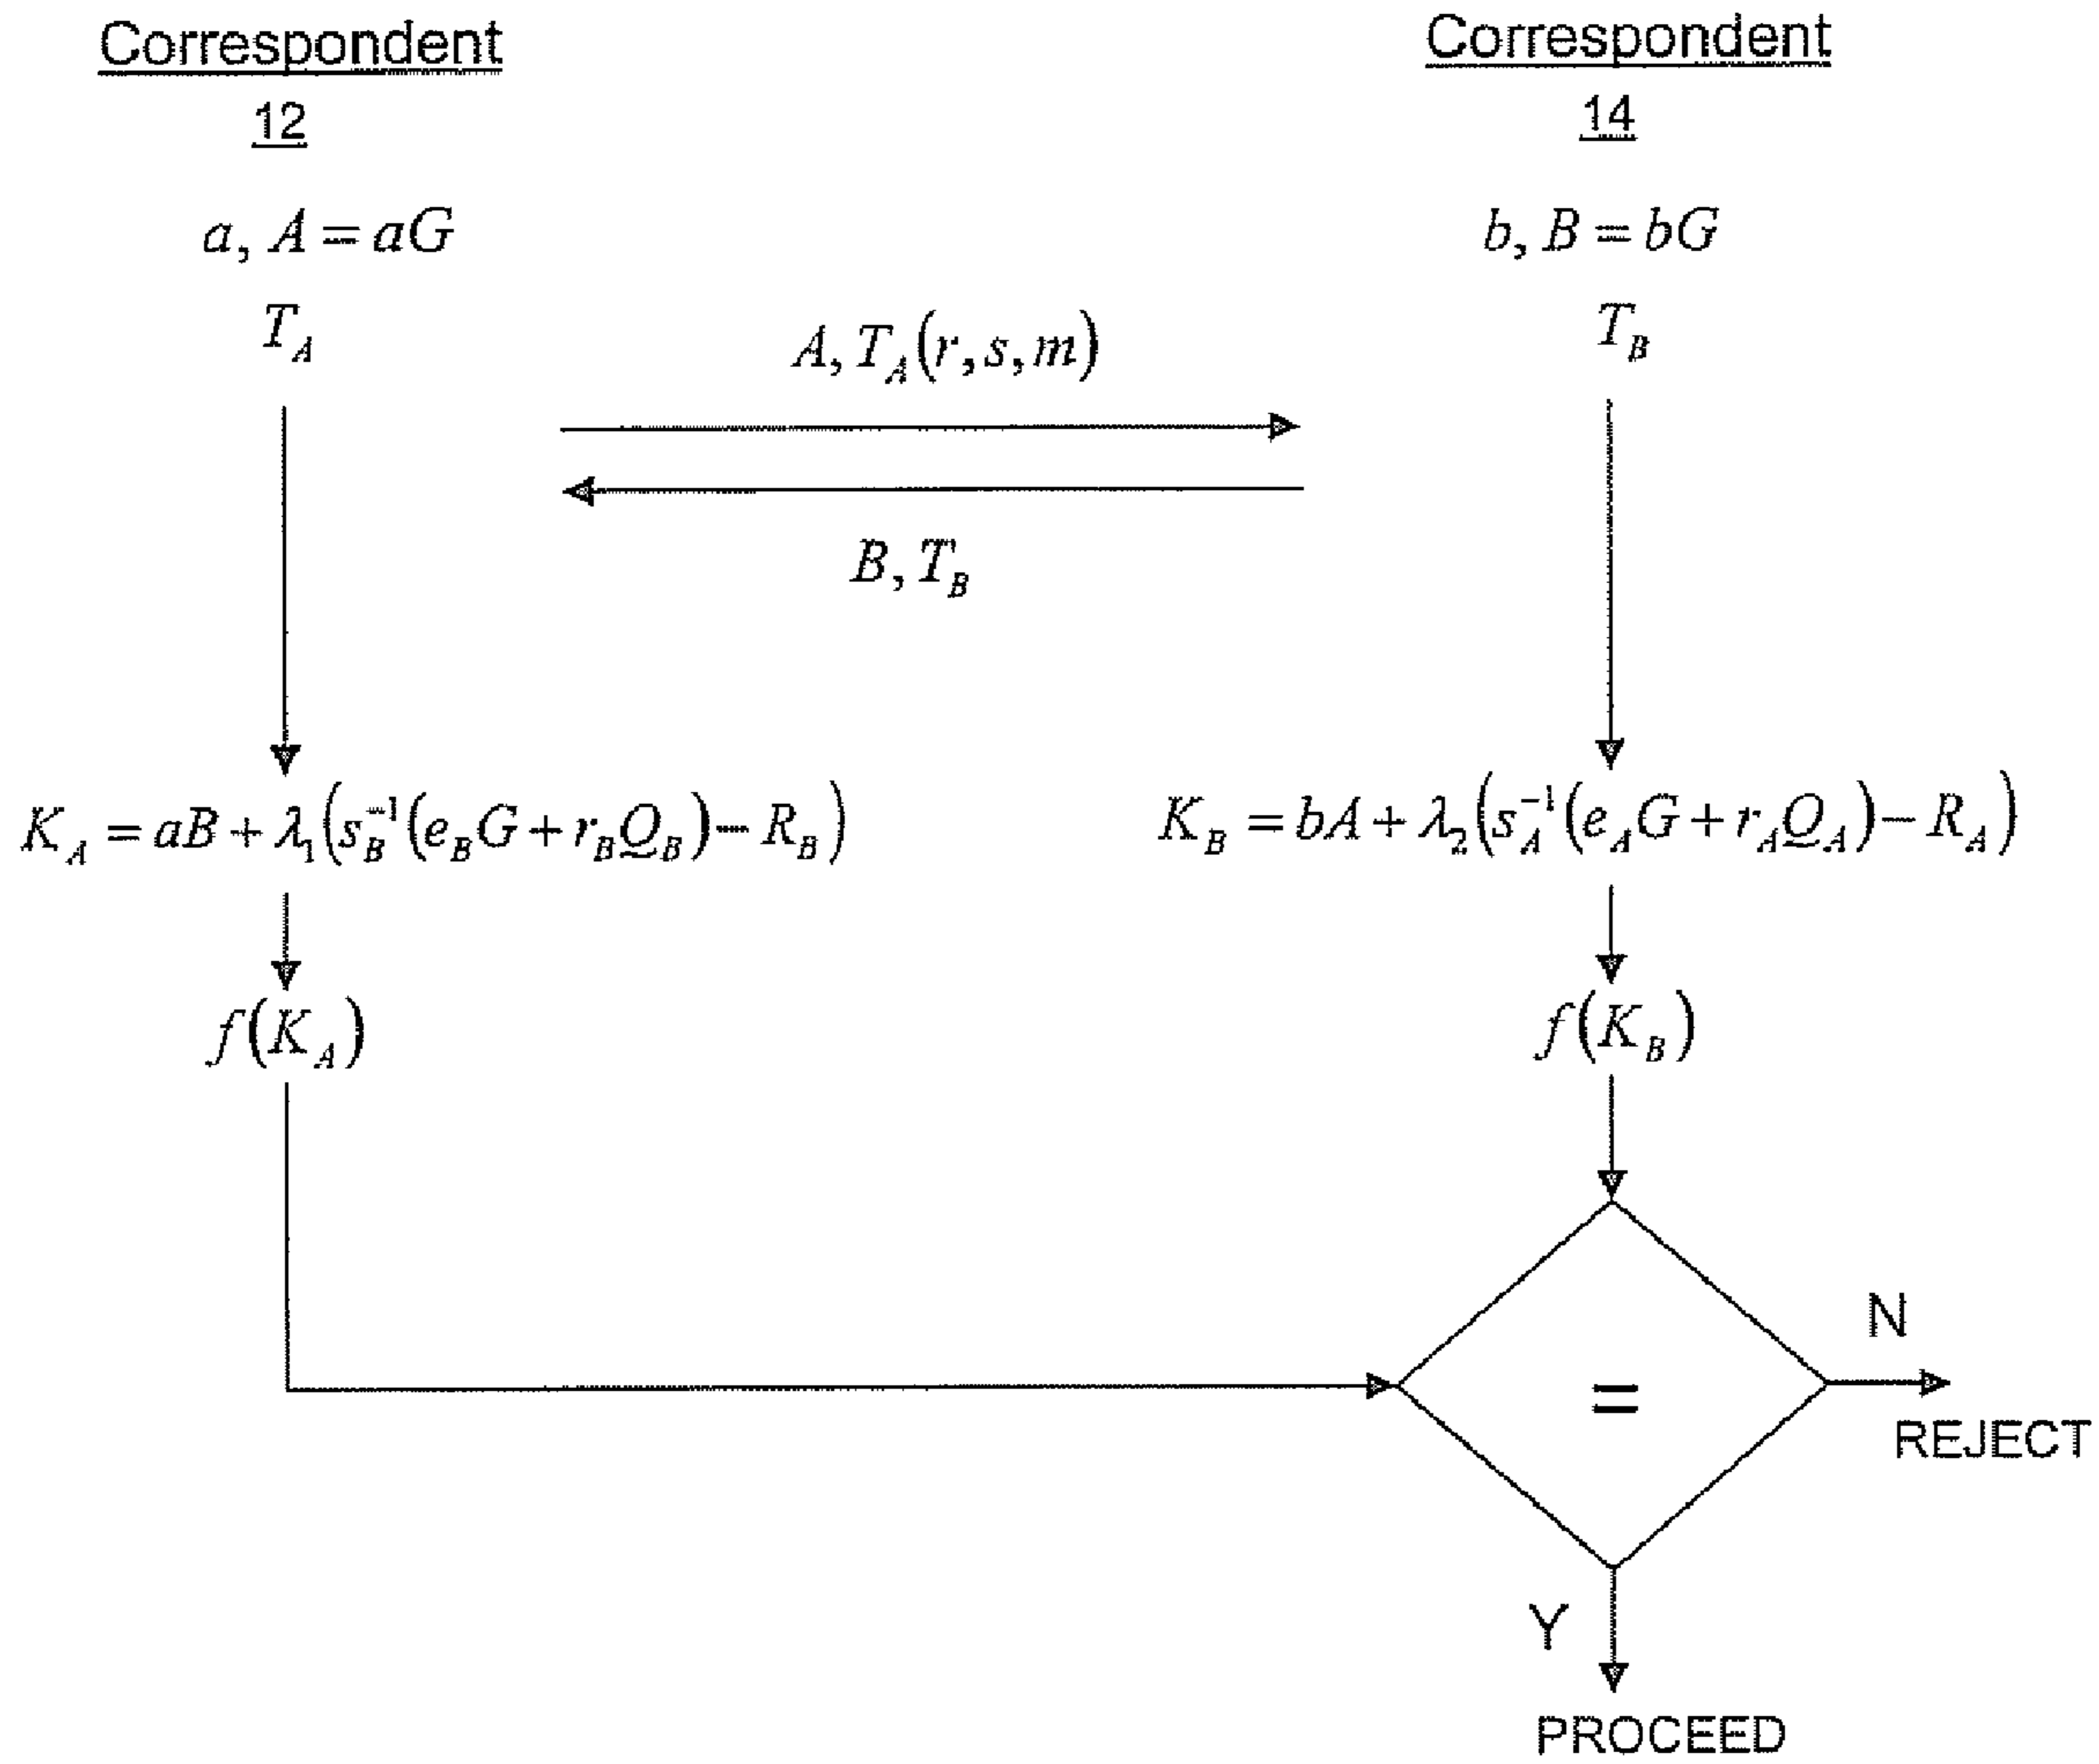 Correspondent
12
a, A = aG
T_A
Correspondent
14
b, B = bG
T_B
A, T_A(r, s, m)
B, T_B
K_A = aB + λ_1(s_B^{-1}(e_B G + r_B Q_B) - R_B)
K_B = bA + λ_2(s_A^{-1}(e_A G + r_A Q_A) - R_A)
f(K_A)
f(K_B)
=
N
REJECT
Y
PROCEED